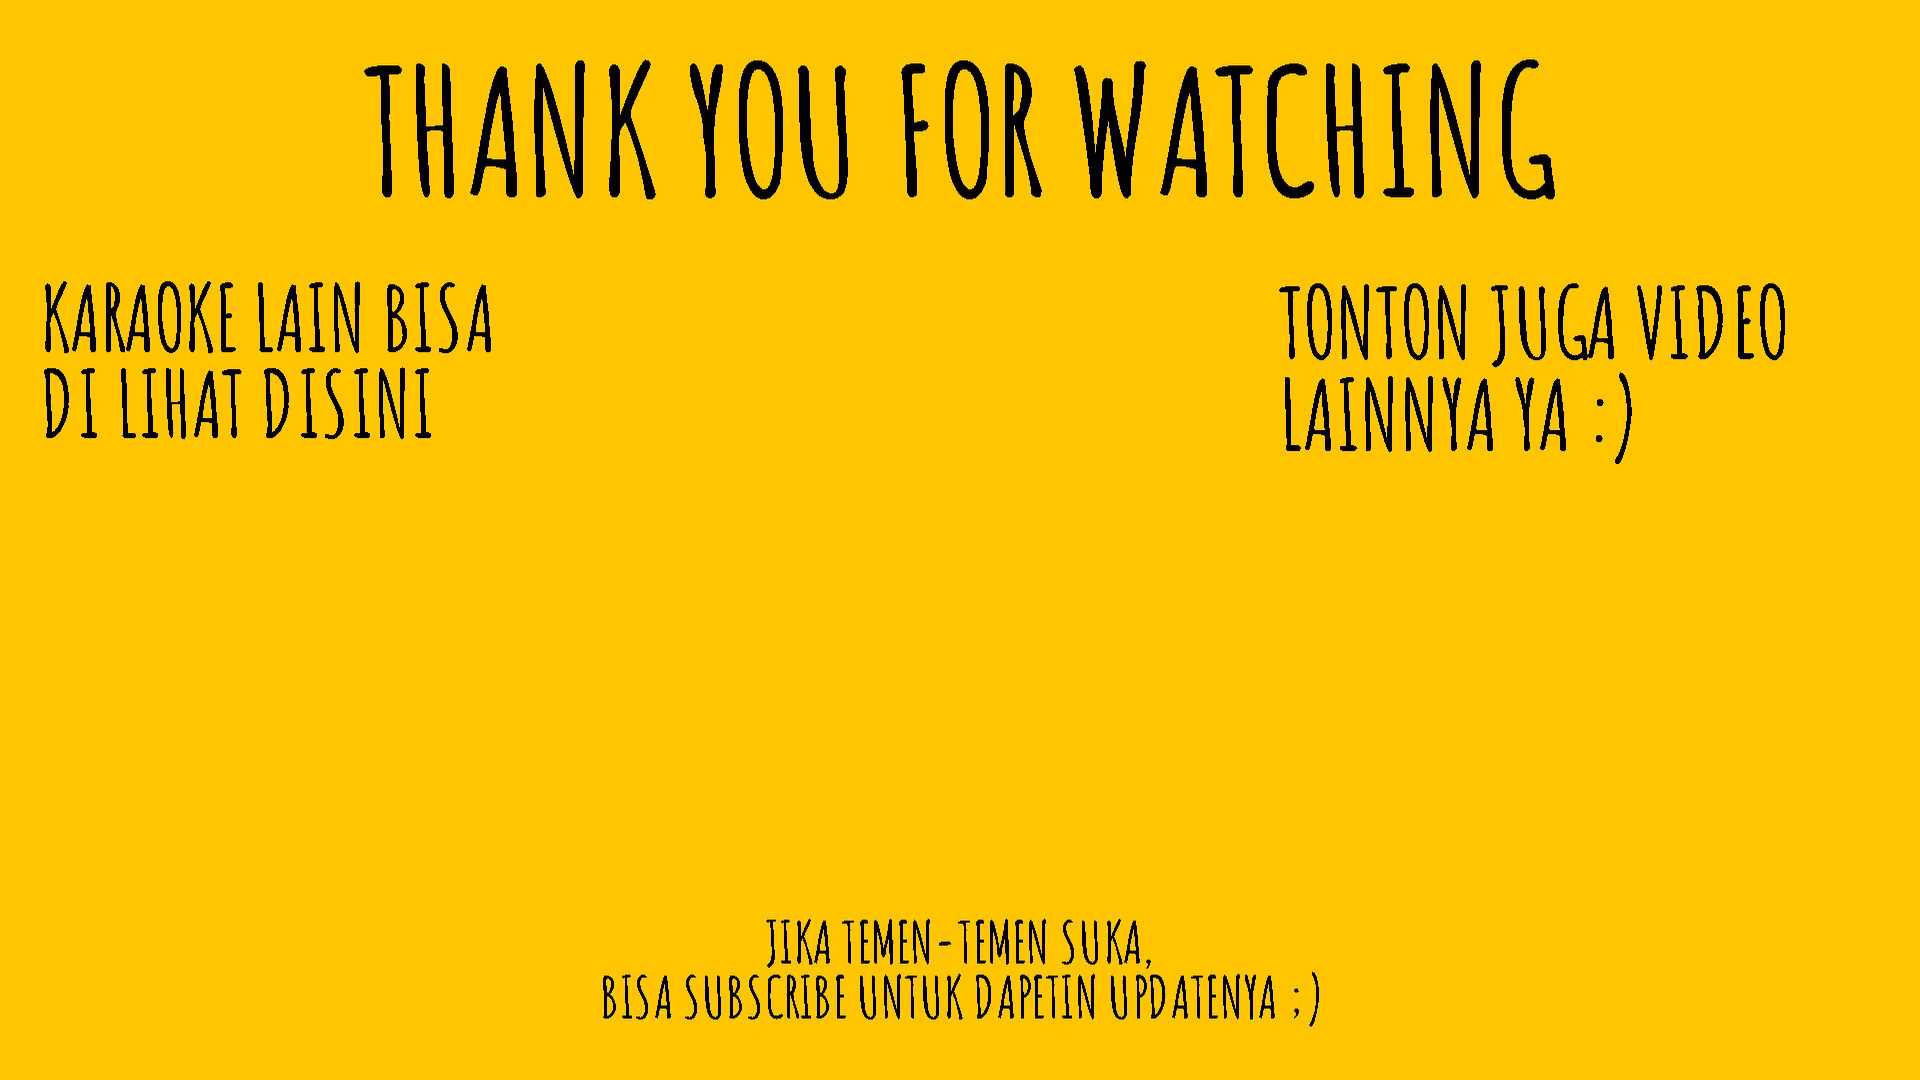 THANK YOU FOR WATCHING
KARAOKE LAIN BISA
DI LIHAT DISINI
TONTON JUGA VIDEO
LAINNYA YA :)
JIKA TEMEN-TEMEN SUKA,
BISA SUBSCRIBE UNTUK DAPETIN UPDATENYA ;)